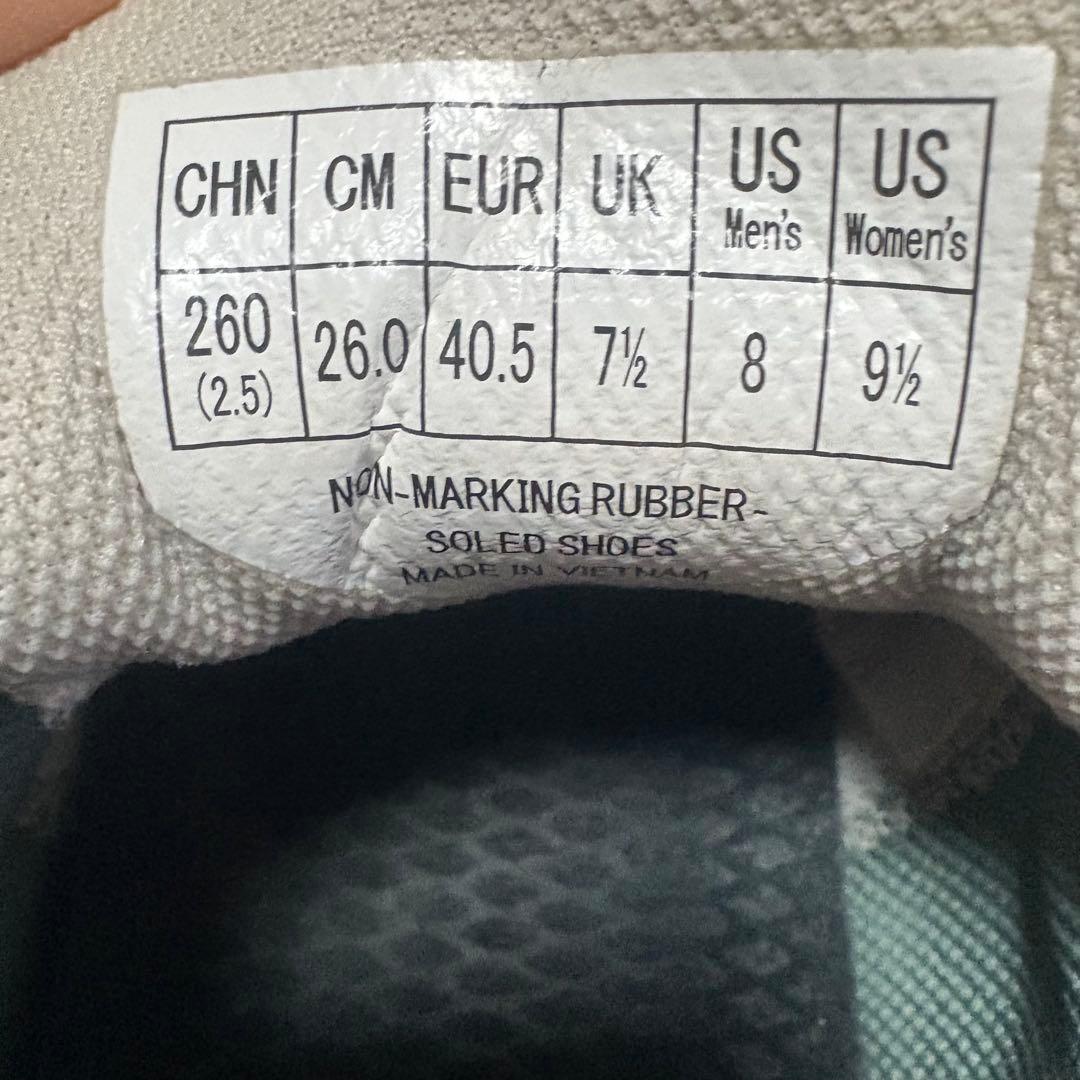 CHN CM EUR UK US Men's US Women's
260 (2.5) 26.0 40.5 7½ 8 9½
NON-MARKING RUBBER-
SOLED SHOES
MADE IN VIETNAM